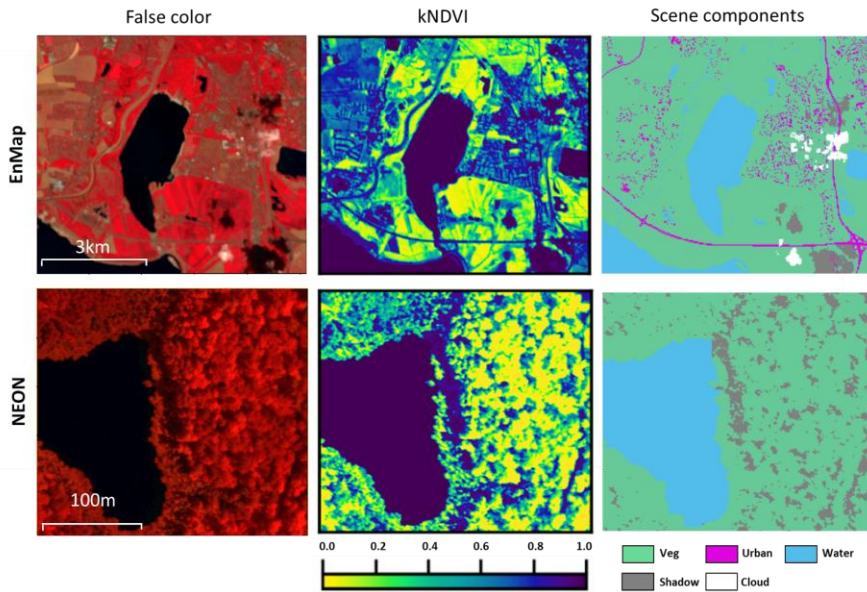 False color
kNDVI
Scene components
EnMap
3km
NEON
100m
0.0 0.2 0.4 0.6 0.8 1.0
Veg
Urban
Water
Shadow
Cloud